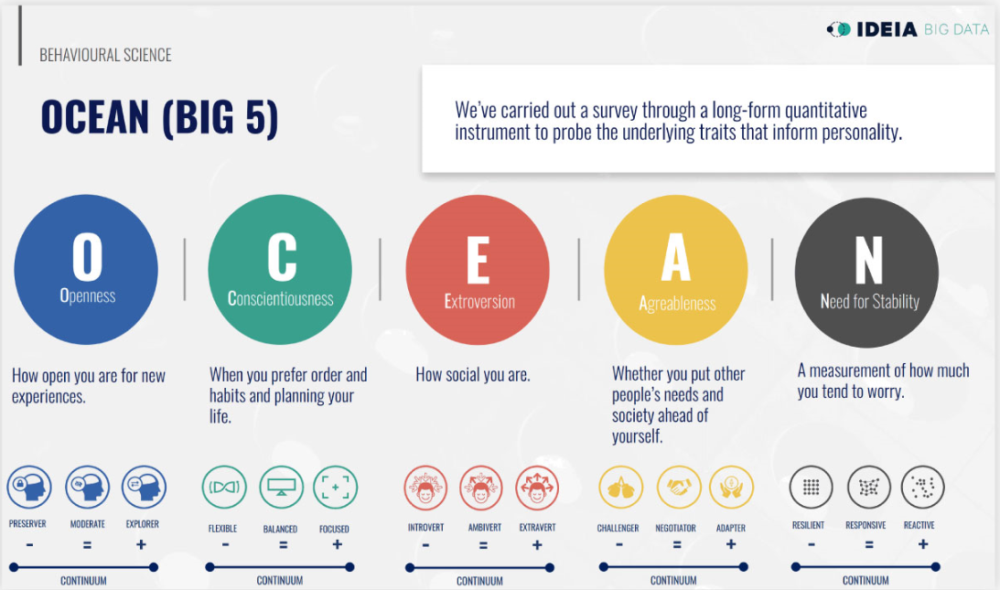 IDEIA BIG DATA
BEHAVIOURAL SCIENCE
OCEAN (BIG 5)
We've carried out a survey through a long-form quantitative
instrument to probe the underlying traits that inform personality.
O
Openness
C
Conscientiousness
E
Extroversion
A
Agreableness
N
Need for Stability
How open you are for new
experiences.
When you prefer order and
habits and planning your
life.
How social you are.
Whether you put other
people's needs and
society ahead of
yourself.
A measurement of how much
you tend to worry.
PRESERVER MODERATE EXPLORER
- = +
CONTINUUM
FLEXIBLE BALANCED FOCUSED
- = +
CONTINUUM
INTROVERT AMBIVERT EXTRAVERT
- = +
CONTINUUM
CHALLENGER NEGOTIATOR ADAPTER
- = +
CONTINUUM
RESILIENT RESPONSIVE REACTIVE
- = +
CONTINUUM